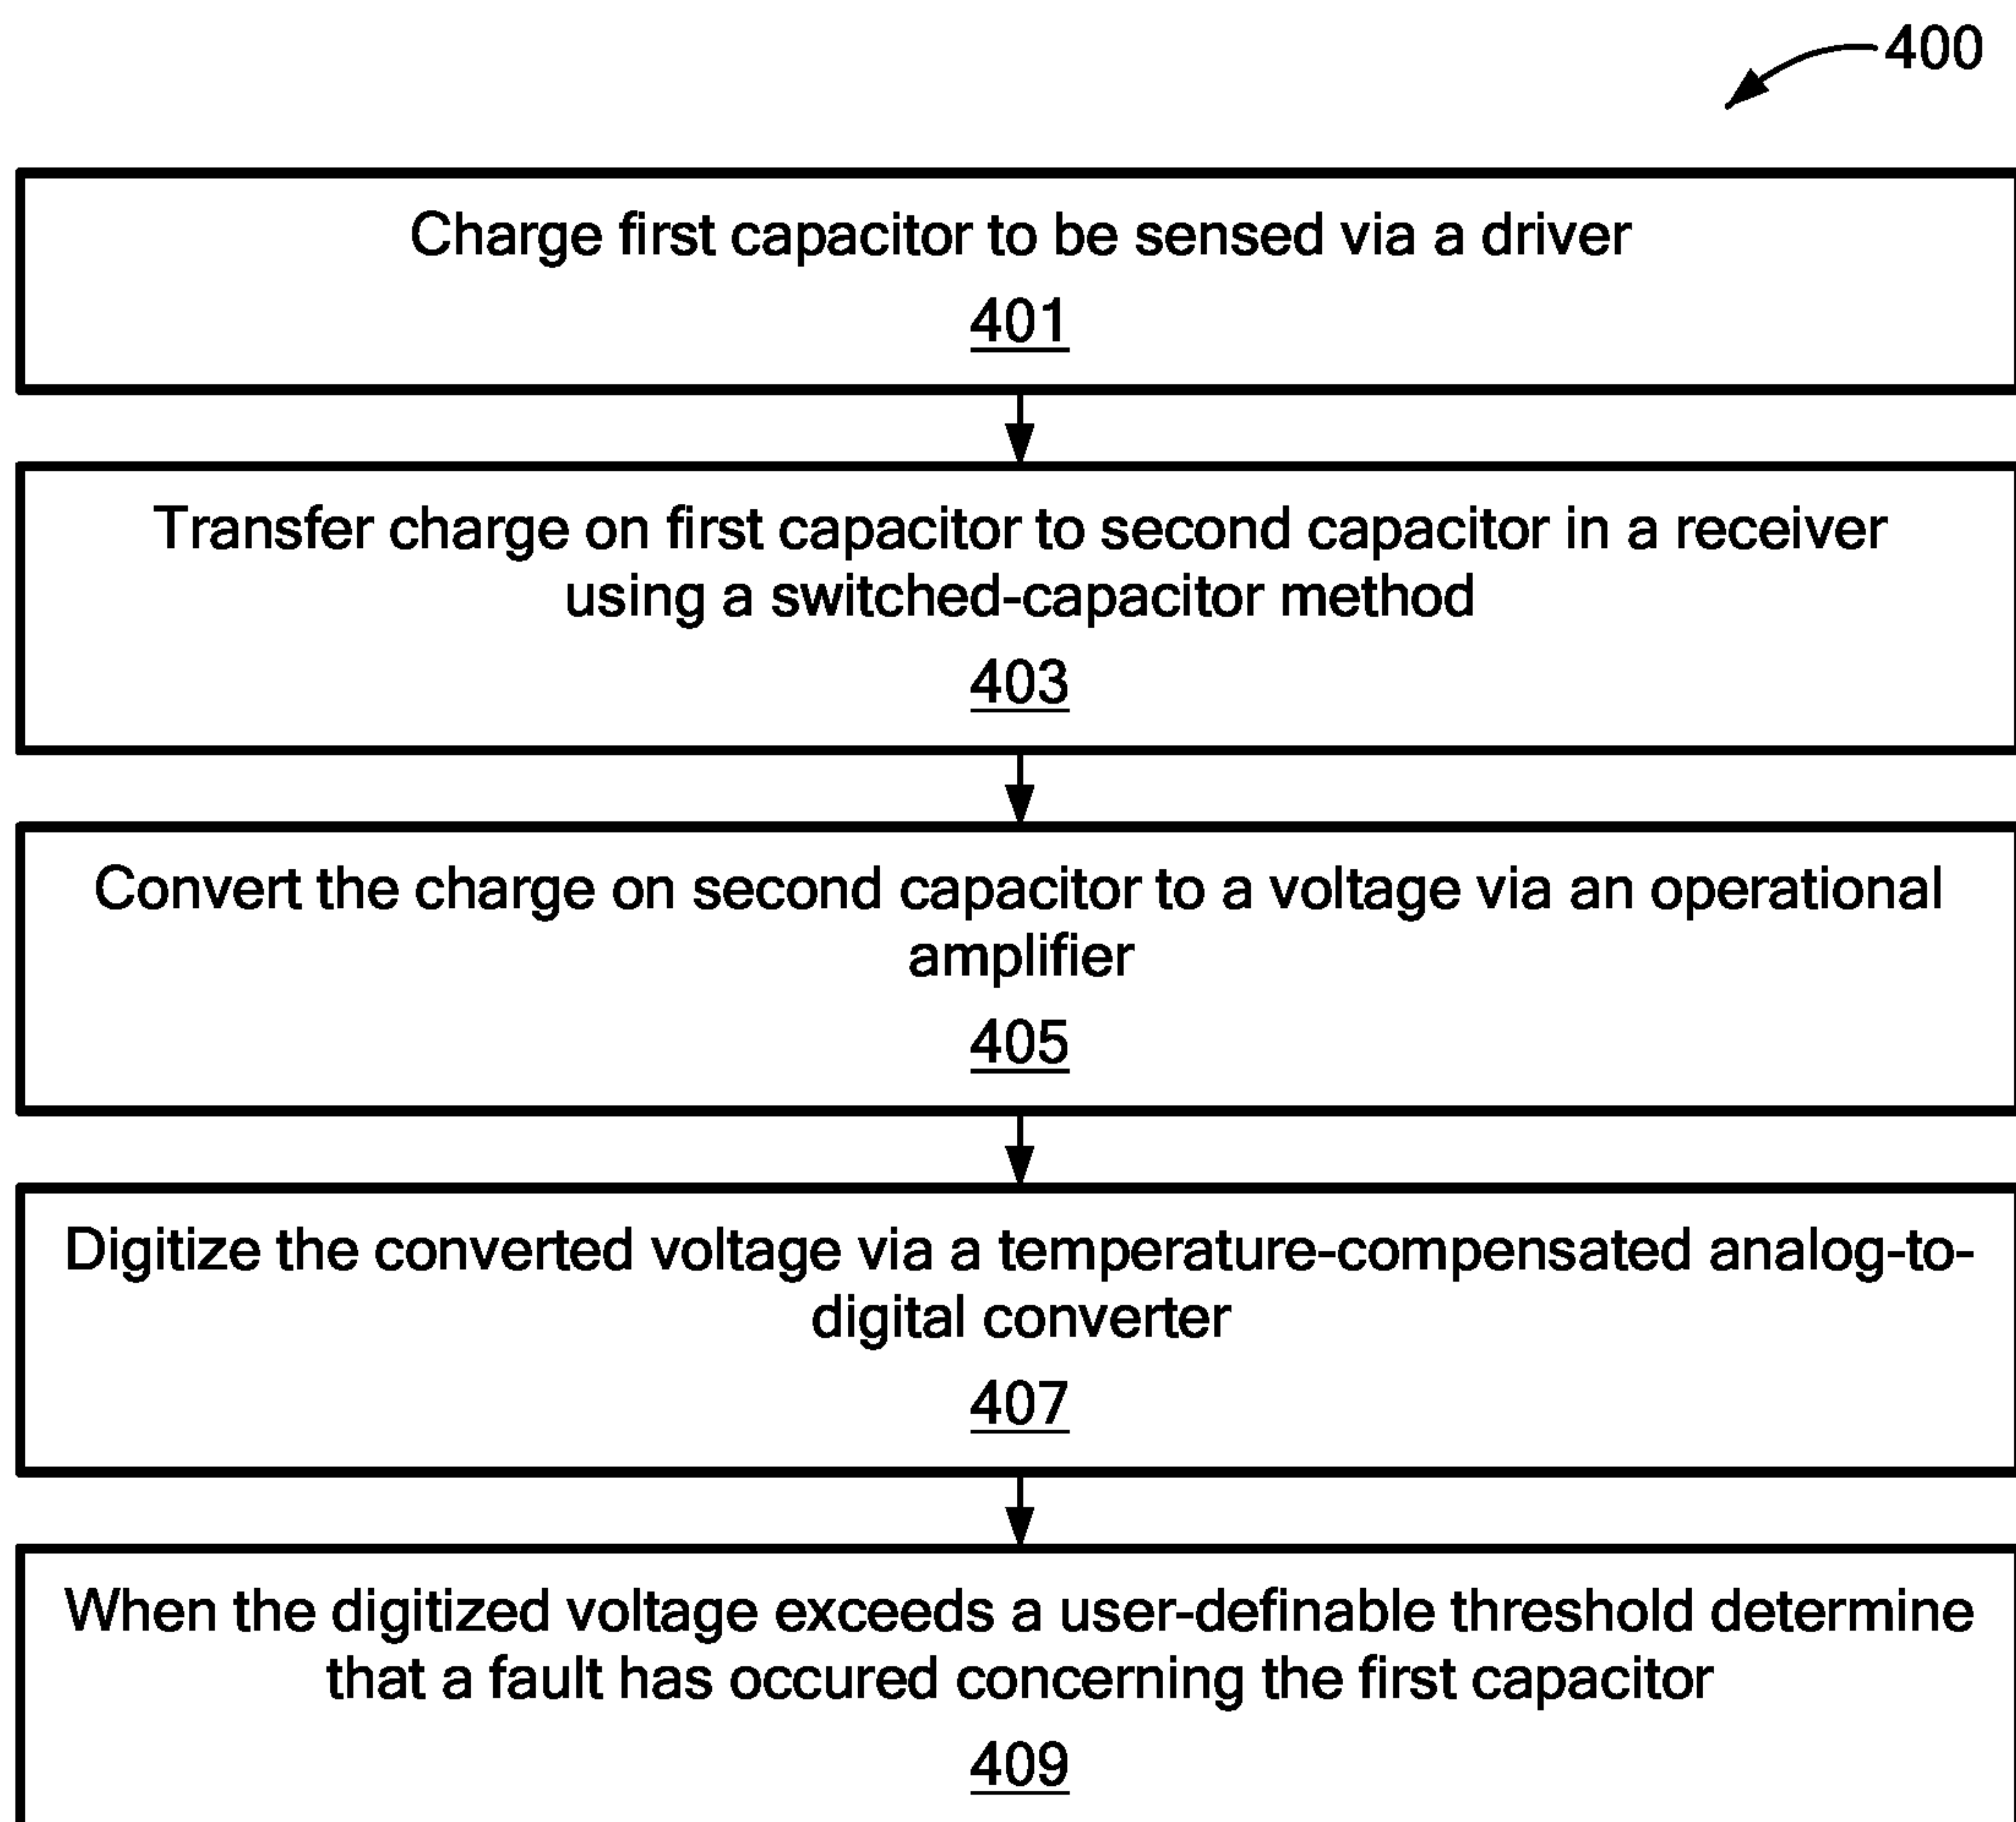 400
Charge first capacitor to be sensed via a driver
401
Transfer charge on first capacitor to second capacitor in a receiver
using a switched-capacitor method
403
Convert the charge on second capacitor to a voltage via an operational
amplifier
405
Digitize the converted voltage via a temperature-compensated analog-to-
digital converter
407
When the digitized voltage exceeds a user-definable threshold determine
that a fault has occured concerning the first capacitor
409